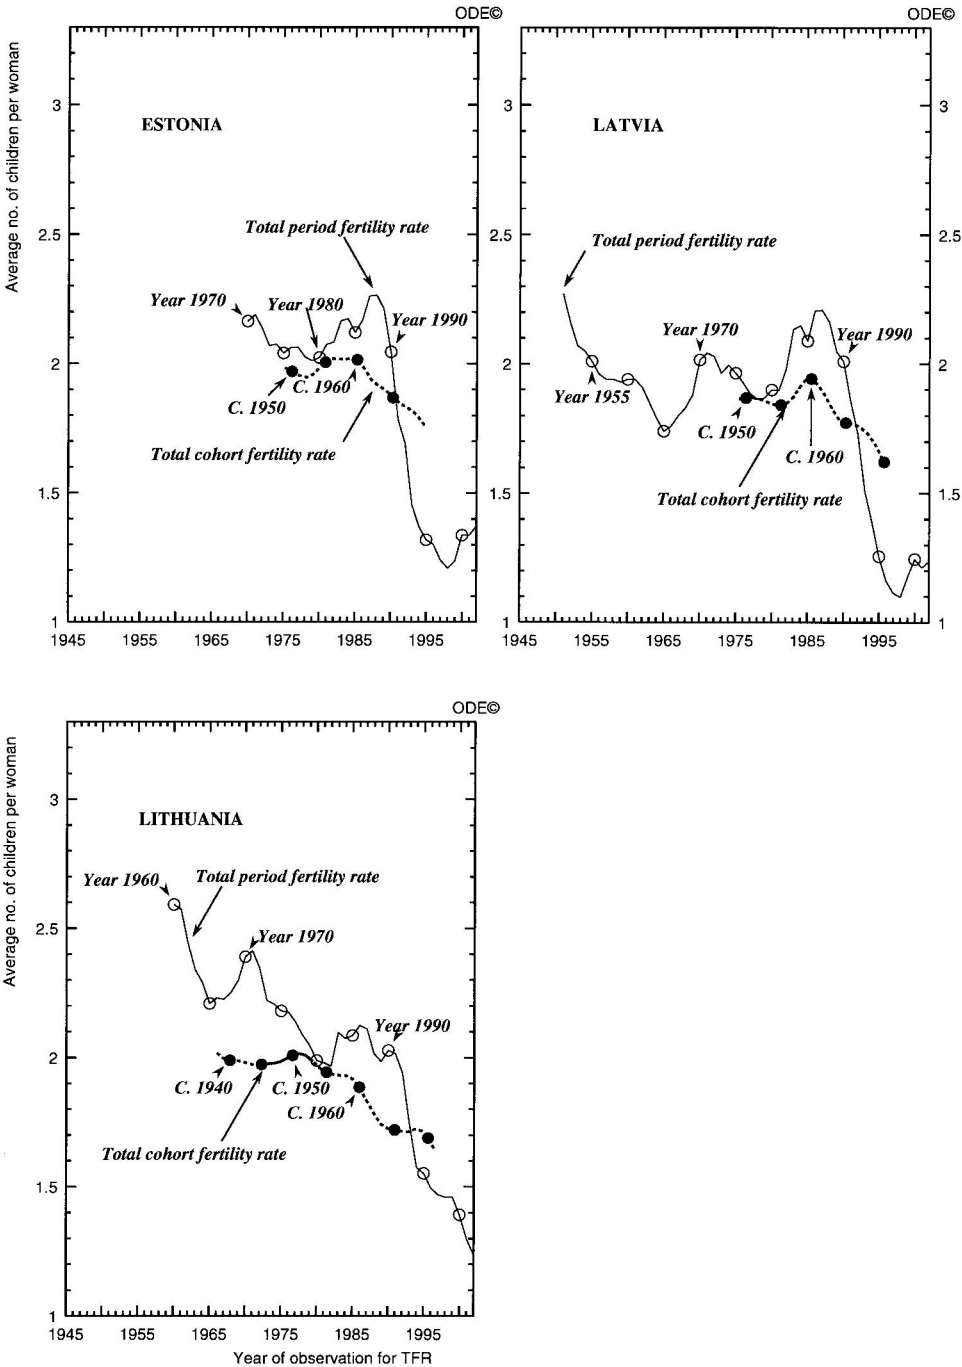 ODE©
Average no. of children per woman
3
2.5
2
1.5
1
ESTONIA
Total period fertility rate
Year 1970
Year 1980
Year 1990
C. 1950
C. 1960
Total cohort fertility rate
1945 1955 1965 1975 1985 1995
ODE©
3
2.5
2
1.5
1
LATVIA
Total period fertility rate
Year 1970
Year 1990
Year 1955
C. 1950
C. 1960
Total cohort fertility rate
1945 1955 1965 1975 1985 1995
ODE©
Average no. of children per woman
3
2.5
2
1.5
1
LITHUANIA
Year 1960
Total period fertility rate
Year 1970
Year 1990
C. 1940
C. 1950
C. 1960
Total cohort fertility rate
1945 1955 1965 1975 1985 1995
Year of observation for TFR